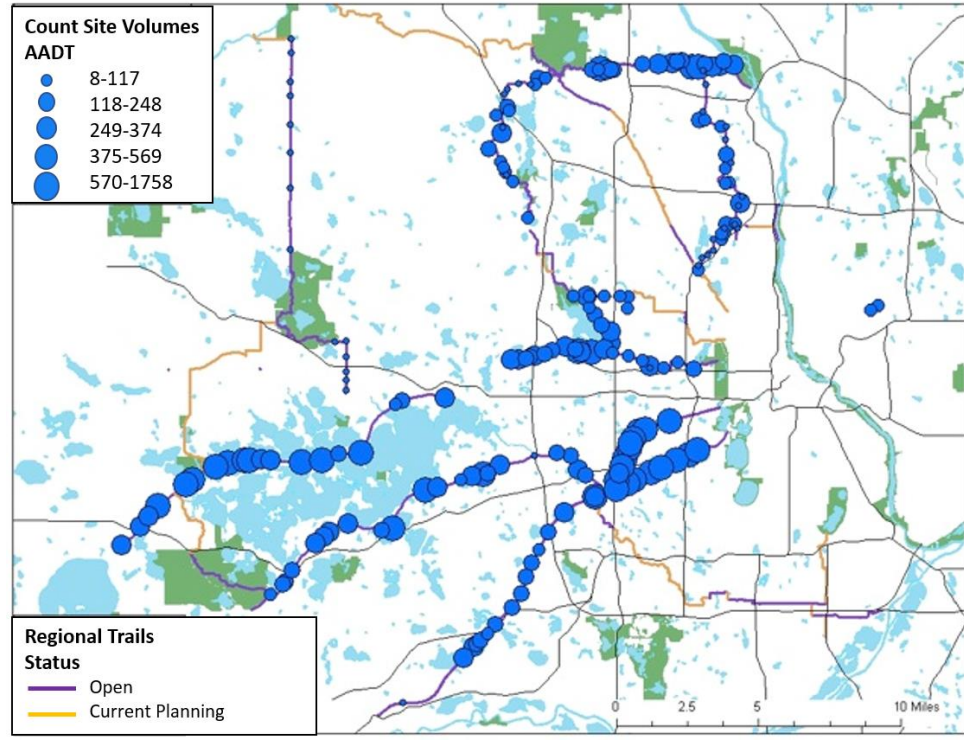 Count Site Volumes
AADT
8-117
118-248
249-374
375-569
570-1758
Regional Trails
Status
Open
Current Planning
0 2.5 5 10 Miles